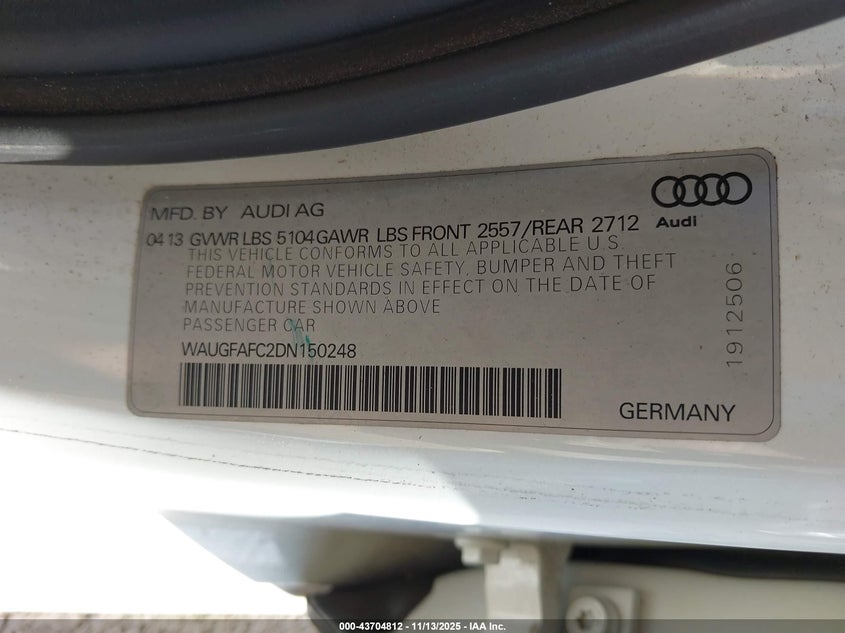 MFD. BY AUDI AG
Audi
04 13 GVWR LBS 5104 GAWR LBS FRONT 2557/REAR 2712
THIS VEHICLE CONFORMS TO ALL APPLICABLE U.S.
FEDERAL MOTOR VEHICLE SAFETY, BUMPER AND THEFT
PREVENTION STANDARDS IN EFFECT ON THE DATE OF
MANUFACTURE SHOWN ABOVE
PASSENGER CAR
WAUGFAFC2DN150248
1912506
GERMANY
000-43704812 - 11/13/2025 - IAA Inc.